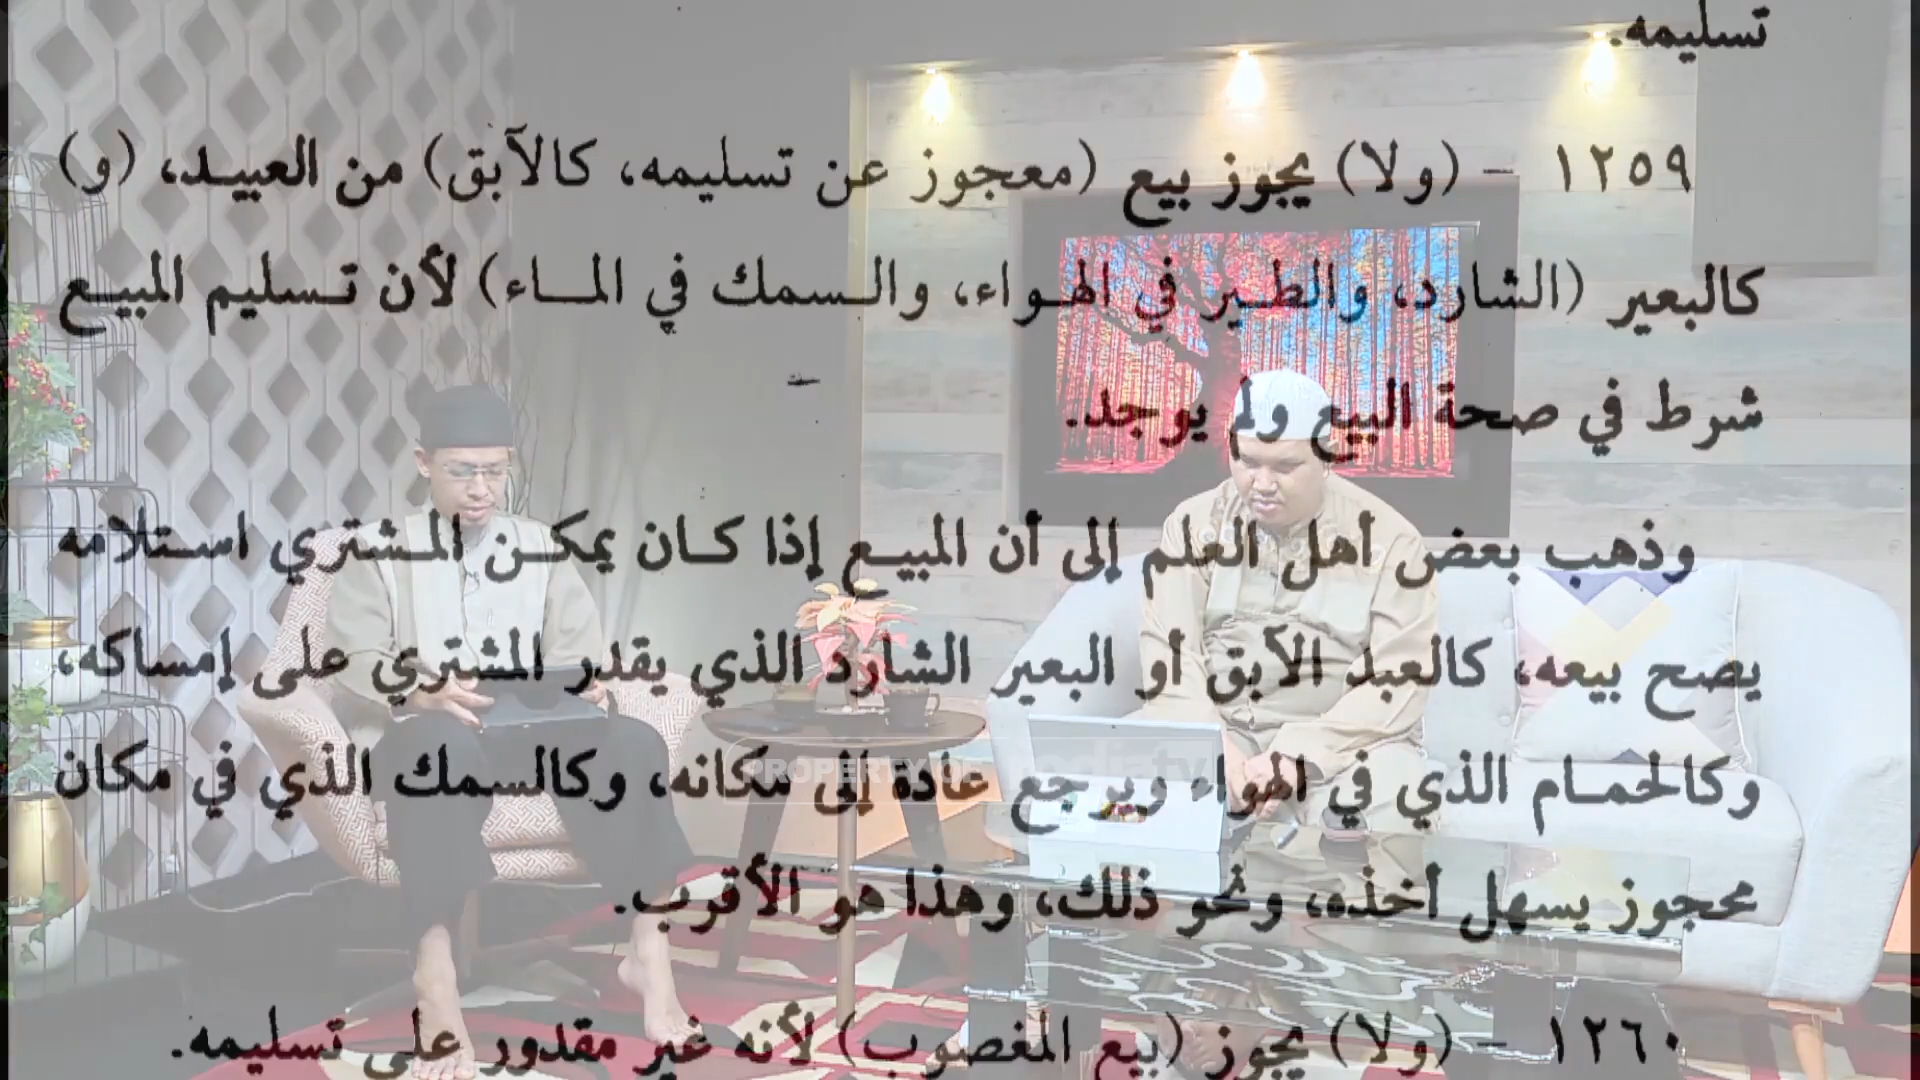 تسليمه.
١٢٥٩ - (ولا) يجوز بيع (معجوز عن تسليمه، كالآبق) من العبيد، (و)
كالبعير (الشارد، والطير في الهواء، والسمك في الماء) لأن تسليم المبيع
شرط في صحة البيع ولم يوجد.
وذهب بعض أهل العلم إلى أن المبيع إذا كان يمكن المشتري استلامه
يصح بيعه، كالعبد الآبق أو البعير الشارد الذي يقدر المشتري على إمساكه،
وكالحمام الذي في الهواء ويرجع عادة إلى مكانه، وكالسمك الذي في مكان
محجوز يسهل أخذه، ونحو ذلك، وهذا هو الأقرب.
١٢٦٠ - (ولا) يجوز (بيع المغصوب) لأنه غير مقدور على تسليمه.
PROPERTY OF